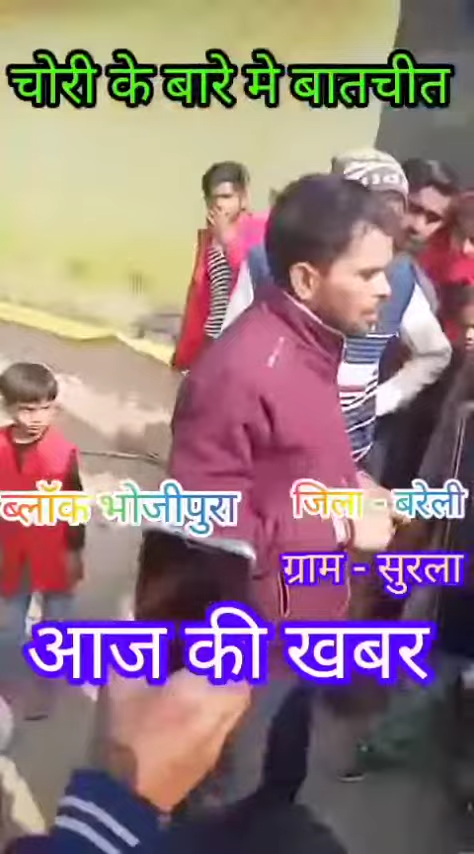 चोरी के बारे मे बातचीत
ब्लॉक भोजीपुरा जिला - बरेली
ग्राम - सुरला
आज की खबर